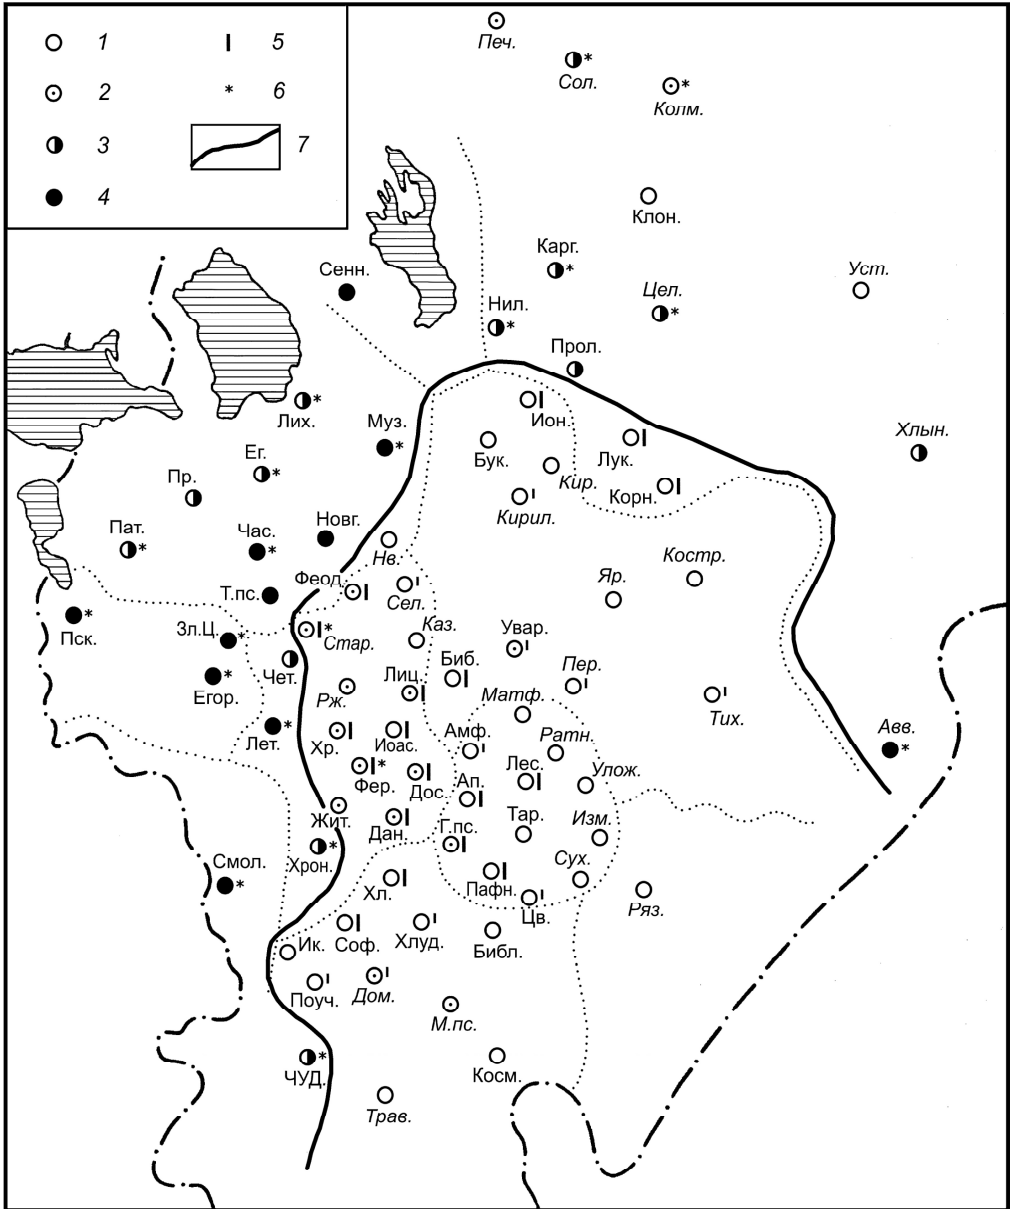 1
5
2
* 6
3
7
4
Печ.
* Сол.
* Колм.
Клон.
Карг.
*
Уст.
Сенн.
Цел.
*
Нил.
*
Прол.
Лих.
*
Ион.
Муз.
*
Бук.
Лук.
Хлын.
Ег.
*
Кир.
Пр.
Кирил.
Корн.
Пат.
*
Час.
*
Новг.
Нв.
Костр.
Яр.
Т.пс.
Феод.
Сел.
Пск.
*
Зл.Ц.
*
Стар.
*
Каз.
Увар.
Чет.
Егор.
*
Биб.
Пер.
Рж.
Лиц.
Матф.
Тих.
Лет.
*
Хр.
Иоас.
Амф.
Ратн.
Авв.
*
Фер.
*
Дос.
Ап.
Лес.
Улож.
Жит.
Дан.
Г.пс.
Тар.
Изм.
Хрон.
*
Сух.
Смол.
*
Хл.
Пафн.
Цв.
Ряз.
Ик.
Соф.
Хлуд.
Библ.
Поуч.
Дом.
М.пс.
ЧУД.
*
Косм.
Трав.